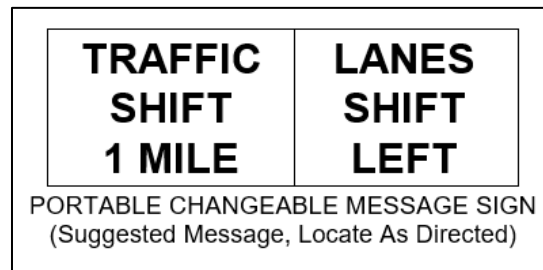 TRAFFIC
SHIFT
1 MILE
LANES
SHIFT
LEFT
PORTABLE CHANGEABLE MESSAGE SIGN
(Suggested Message, Locate As Directed)